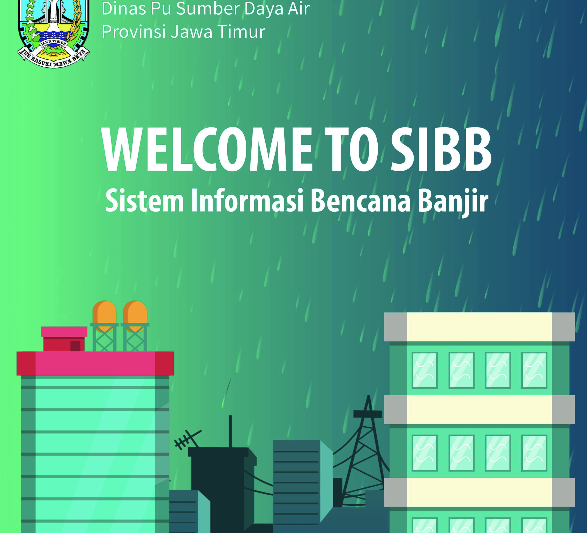 Dinas Pu Sumber Daya Air
Provinsi Jawa Timur
WELCOME TO SIBB
Sistem Informasi Bencana Banjir